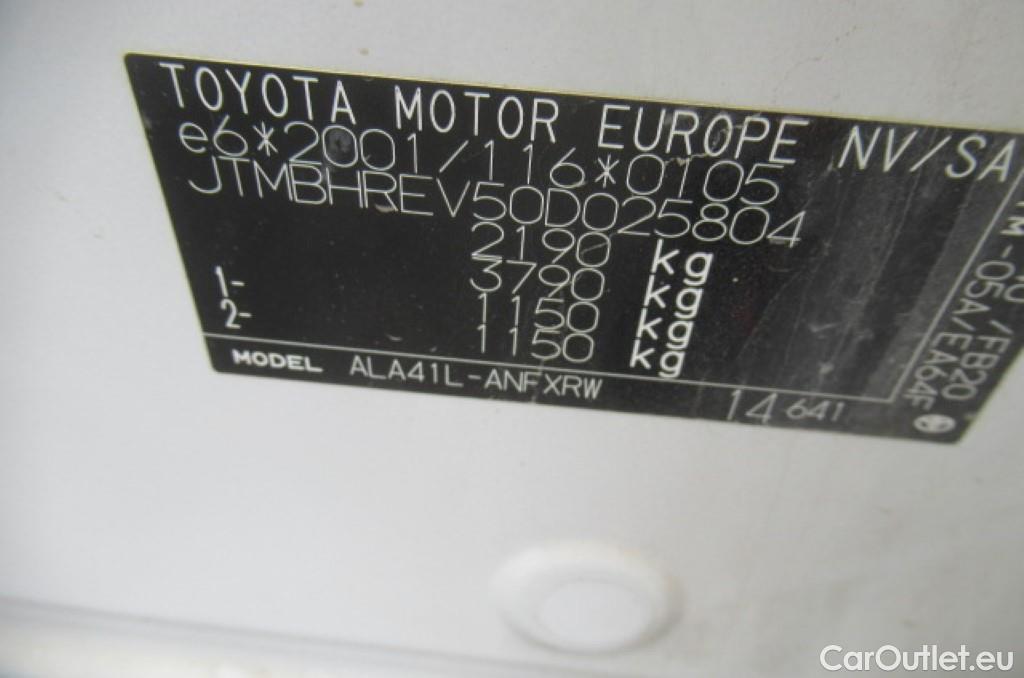 TOYOTA MOTOR EUROPE NV/SA
e6*2001/116*0105
JTMBHREV50D025804
2190 kg
3790 kg
1- 1150 kg
2- 1150 kg
MODEL ALA41L-ANFXRW
14 641
/FB20
-05A/EA64F
CarOutlet.eu